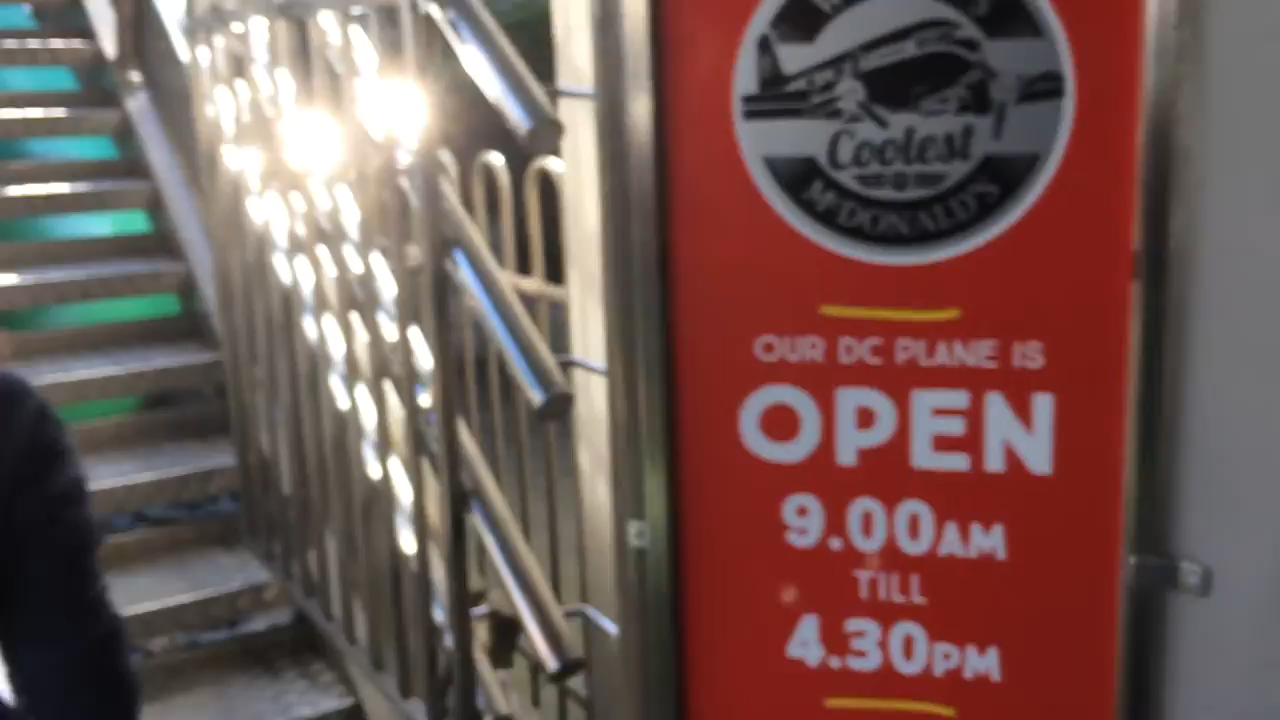 Coolest
McDONALD'S
OUR DC PLANE IS
OPEN
9.00AM
TILL
4.30PM